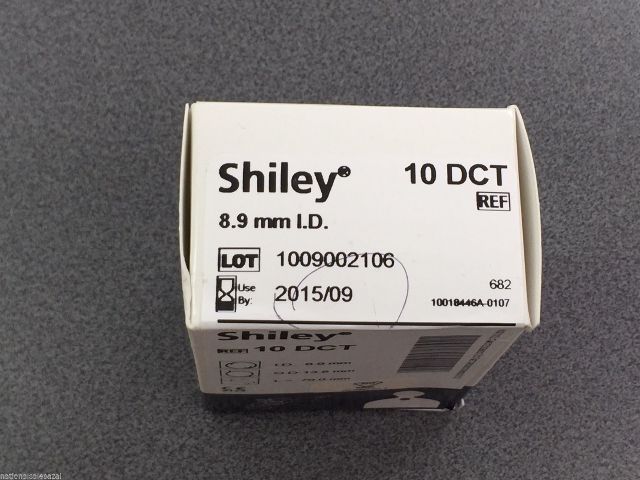 Shiley® 10 DCT
REF
8.9 mm I.D.
LOT 1009002106
Use By: 2015/09
682
10018446A-0107
Shiley®
REF 10 DCT